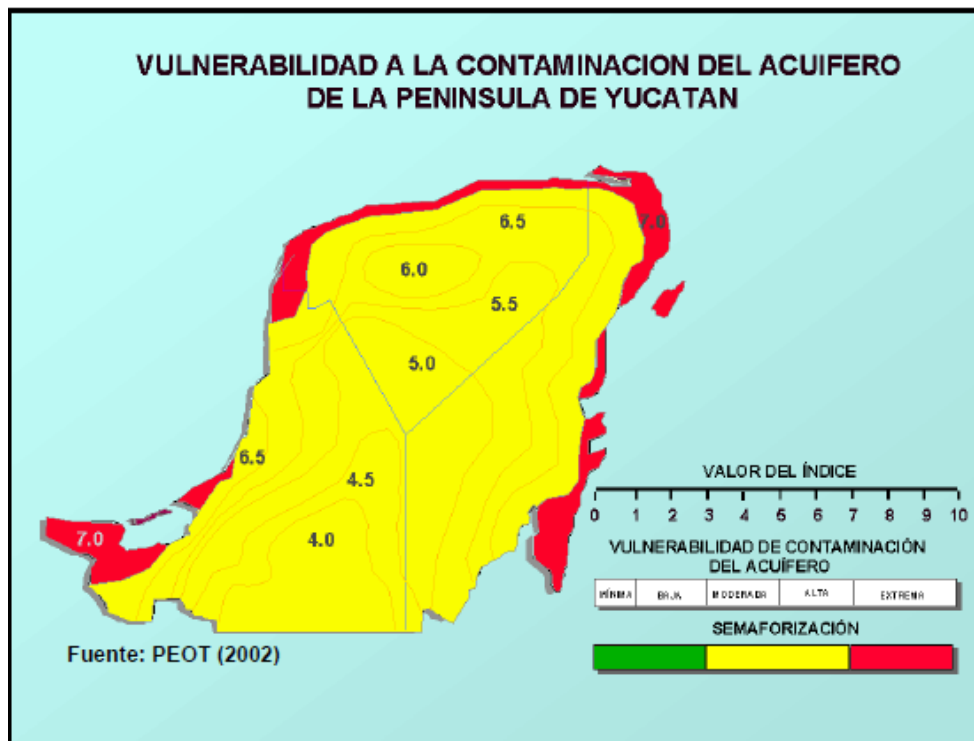 VULNERABILIDAD A LA CONTAMINACION DEL ACUIFERO
DE LA PENINSULA DE YUCATAN
6.5
7.0
6.0
5.5
5.0
6.5
4.5
7.0
4.0
VALOR DEL ÍNDICE
0 1 2 3 4 5 6 7 8 9 10
VULNERABILIDAD DE CONTAMINACIÓN
DEL ACUÍFERO
MÍNIMA BAJA MODERADA ALTA EXTREMA
SEMAFORIZACIÓN
Fuente: PEOT (2002)